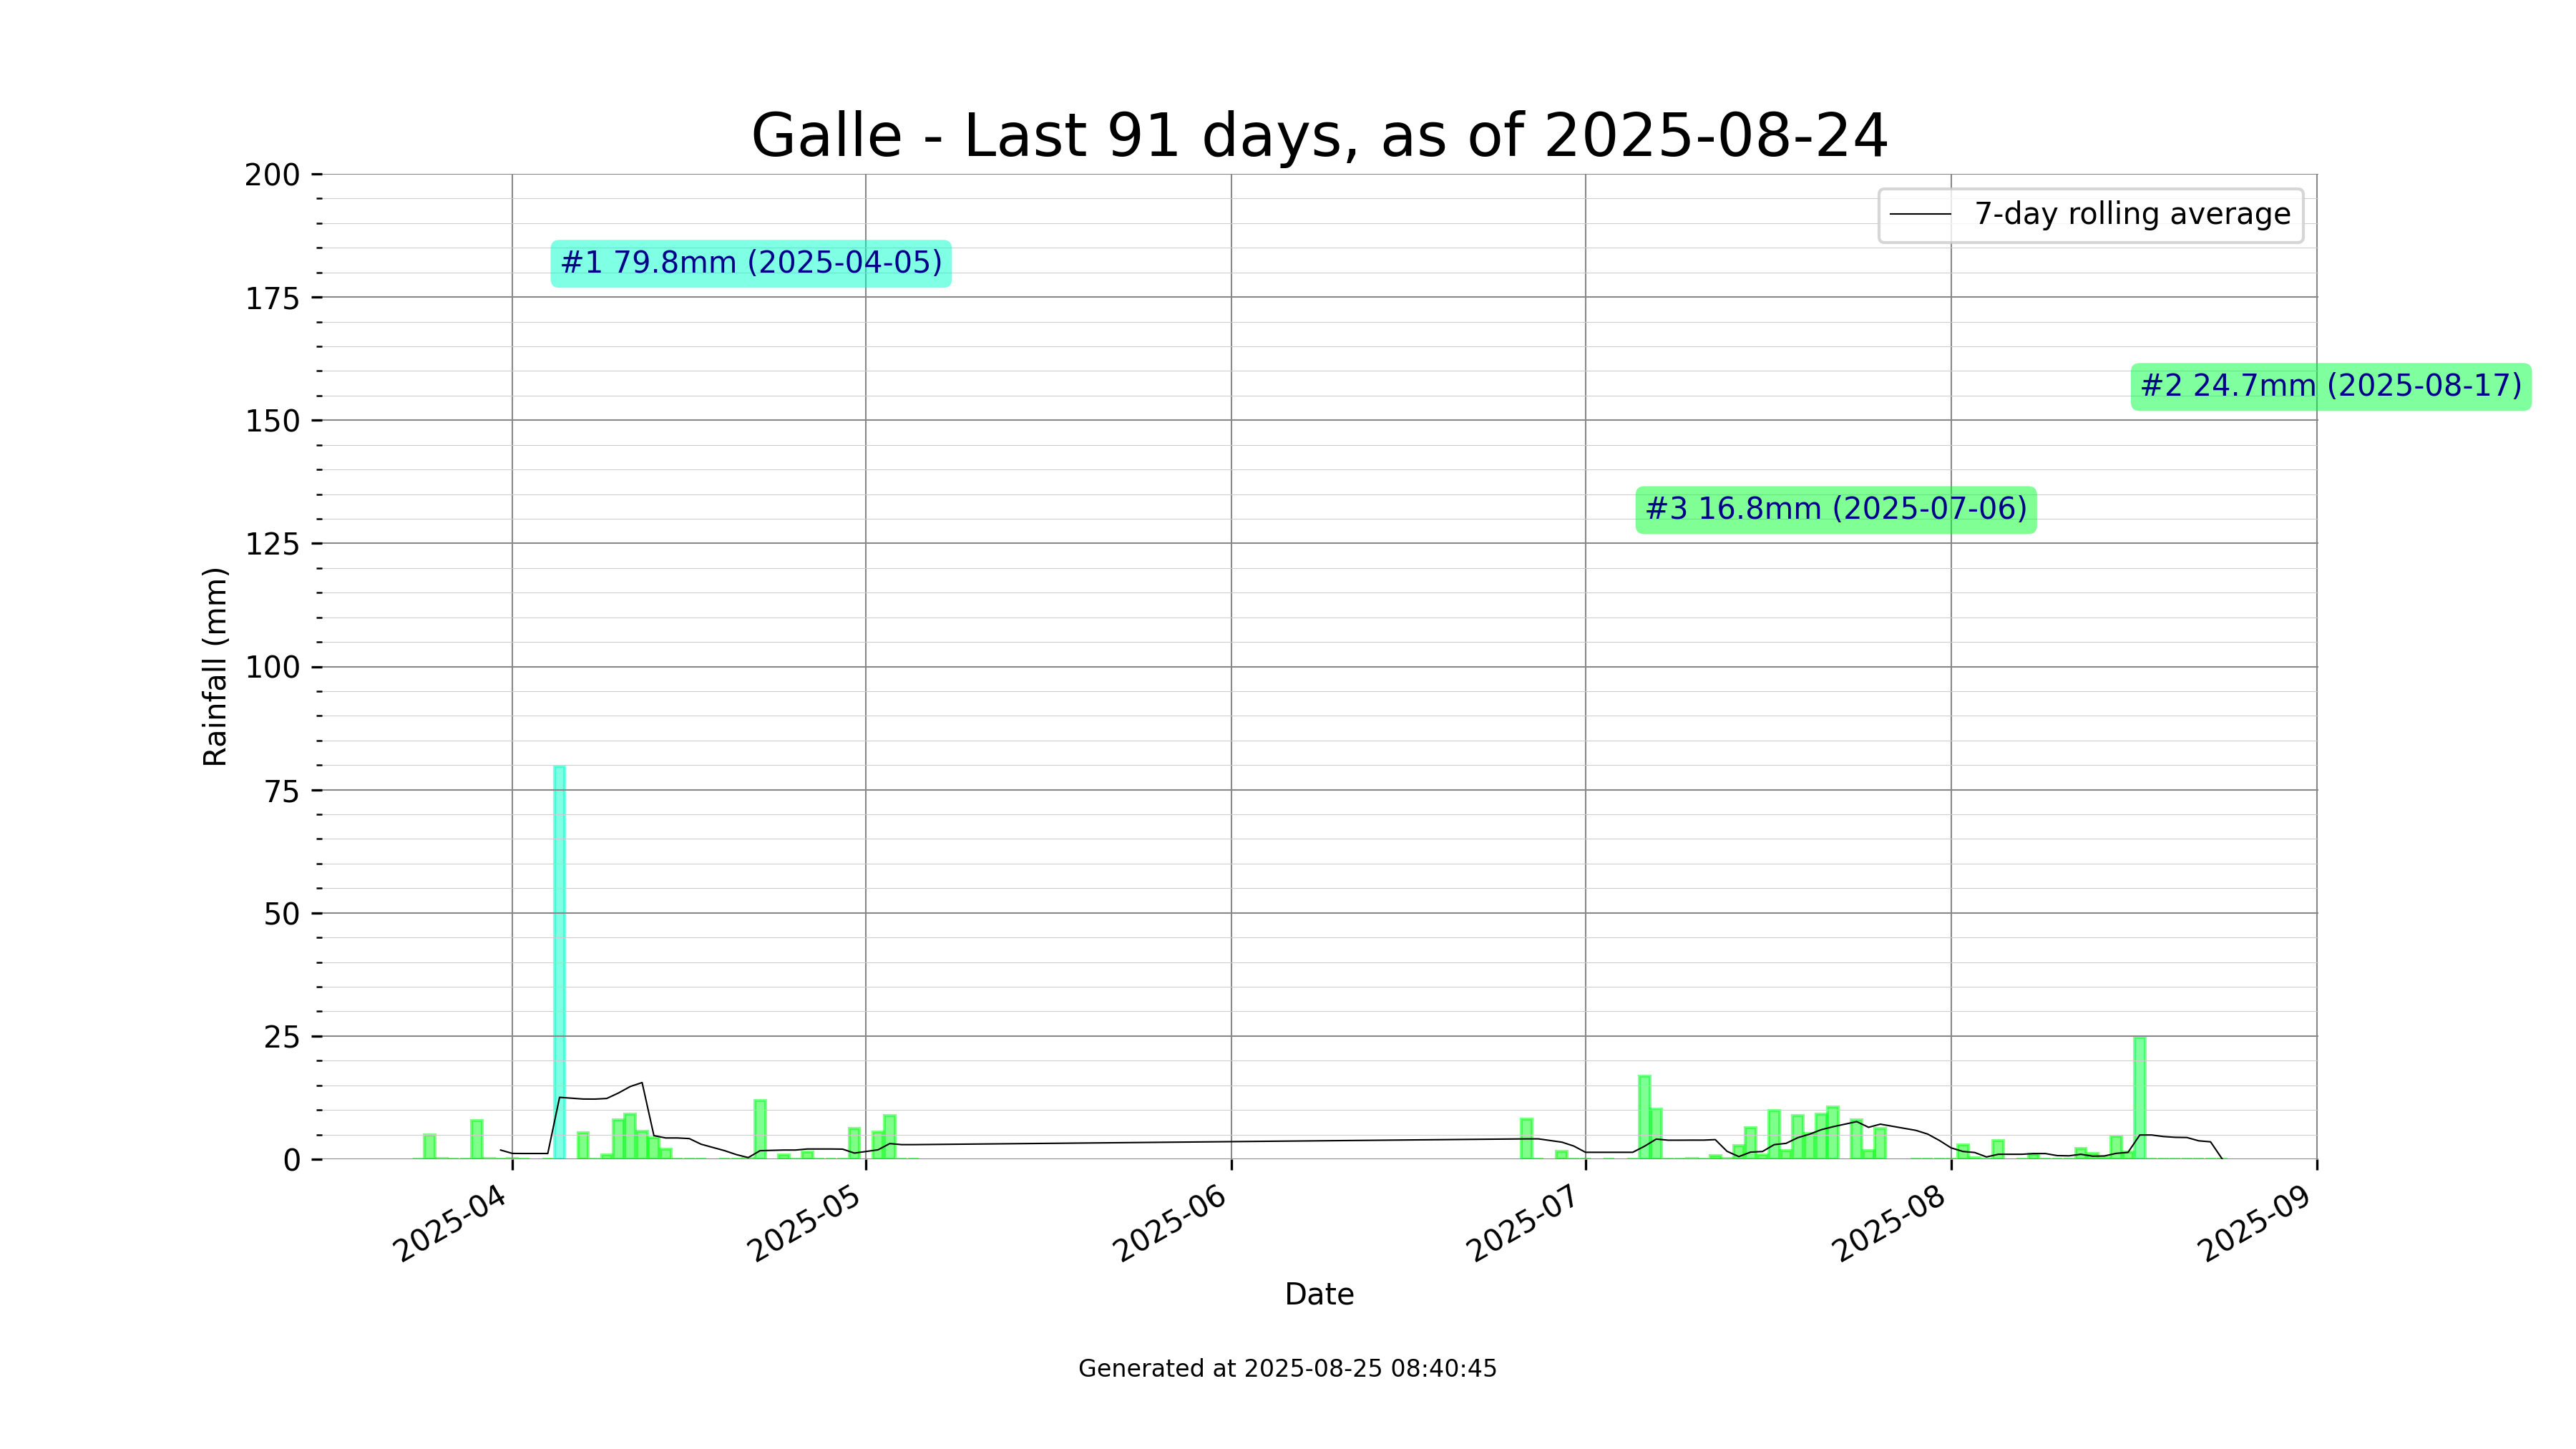 Galle - Last 91 days, as of 2025-08-24
7-day rolling average
#1 79.8mm (2025-04-05)
#2 24.7mm (2025-08-17)
#3 16.8mm (2025-07-06)
Rainfall (mm)
200
175
150
125
100
75
50
25
0
2025-04
2025-05
2025-06
2025-07
2025-08
2025-09
Date
Generated at 2025-08-25 08:40:45